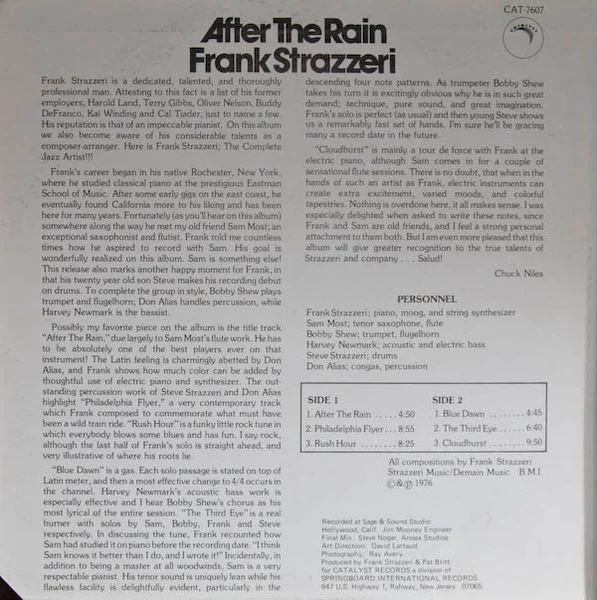 CAT-7607
After The Rain
Frank Strazzeri
Frank Strazzeri is a dedicated, talented, and thoroughly
professional man. Attesting to this fact is a list of his former
employers; Harold Land, Terry Gibbs, Oliver Nelson, Buddy
DeFranco, Kai Winding and Cal Tjader, just to name a few.
His reputation is that of an impeccable pianist. On this album
we also become aware of his considerable talents as a
composer-arranger. Here is Frank Strazzeri; The Complete
Jazz Artist!!!
Frank's career began in his native Rochester, New York,
where he studied classical piano at the prestigious Eastman
School of Music. After some early gigs on the east coast, he
eventually found California more to his liking and has been
here for many years. Fortunately (as you'll hear on this album)
somewhere along the way he met my old friend Sam Most; an
exceptional saxophonist and flutist. Frank told me countless
times how he aspired to record with Sam. His goal is
wonderfully realized on this album. Sam is something else!
This release also marks another happy moment for Frank, in
that his twenty year old son Steve makes his recording debut
on drums. To complete the group in style, Bobby Shew plays
trumpet and flugelhorn; Don Alias handles percussion, while
Harvey Newmark is the bassist.
Possibly my favorite piece on the album is the title track
"After The Rain," due largely to Sam Most's flute work. He has
to be absolutely one of the best players ever on that
instrument! The Latin feeling is charmingly abetted by Don
Alias, and Frank shows how much color can be added by
thoughtful use of electric piano and synthesizer. The out-
standing percussion work of Steve Strazzeri and Don Alias
highlight "Philadelphia Flyer," a very contemporary track
which Frank composed to commemorate what must have
been a wild train ride. "Rush Hour" is a funky little rock tune in
which everybody blows some blues and has fun. I say rock,
although the last half of Frank's solo is straight ahead, and
very illustrative of where his roots lie.
"Blue Dawn" is a gas. Each solo passage is stated on top of
Latin meter, and then a most effective change to 4/4 occurs in
the channel. Harvey Newmark's acoustic bass work is
especially effective and I hear Bobby Shew's chorus as his
most lyrical of the entire session. "The Third Eye" is a real
burner with solos by Sam, Bobby, Frank and Steve
respectively. In discussing the tune, Frank recounted how
Sam had studied it on piano before the recording date. "I think
Sam knows it better than I do, and I wrote it!" Incidentally, in
addition to being a master at all woodwinds, Sam is a very
respectable pianist. His tenor sound is uniquely lean while his
flawless facility is delightfully evident, particularly in the
descending four note patterns. As trumpeter Bobby Shew
takes his turn it is excitingly obvious why he is in such great
demand; technique, pure sound, and great imagination.
Frank's solo is perfect (as usual) and then young Steve shows
us a remarkably fast set of hands. I'm sure he'll be gracing
many a record date in the future.
"Cloudburst" is mainly a tour de force with Frank at the
electric piano, although Sam comes in for a couple of
sensational flute sessions. There is no doubt, that when in the
hands of such an artist as Frank, electric instruments can
create extra excitement, varied moods, and colorful
tapestries. Nothing is overdone here, it all makes sense. I was
especially delighted when asked to write these notes, since
Frank and Sam are old friends, and I feel a strong personal
attachment to them both. But I am even more pleased that this
album will give greater recognition to the true talents of
Strazzeri and company . . . Salud!
Chuck Niles
PERSONNEL
Frank Strazzeri; piano, moog, and string synthesizer
Sam Most; tenor saxophone, flute
Bobby Shew; trumpet, flugelhorn
Harvey Newmark; acoustic and electric bass
Steve Strazzeri; drums
Don Alias; congas, percussion
SIDE 1
1. After The Rain ..... 4:50
2. Philadelphia Flyer... 8:55
3. Rush Hour ........ 8:25
SIDE 2
1. Blue Dawn ........ 4:45
2. The Third Eye ..... 6:40
3. Cloudburst ....... 9:50
All compositions by Frank Strazzeri
Strazzeri Music/Demain Music B.M.I.
©&℗ 1976
Recorded at Sage & Sound Studio
Hollywood, Calif. Jim Mooney Engineer
Final Mix: Steve Nogar, Annex Studios
Art Direction: David Lartaud
Photography: Ray Avery
Produced by Frank Strazzeri & Pat Britt
for CATALYST RECORDS a division of
SPRINGBOARD INTERNATIONAL RECORDS
947 U.S. Highway 1, Rahway, New Jersey 07065